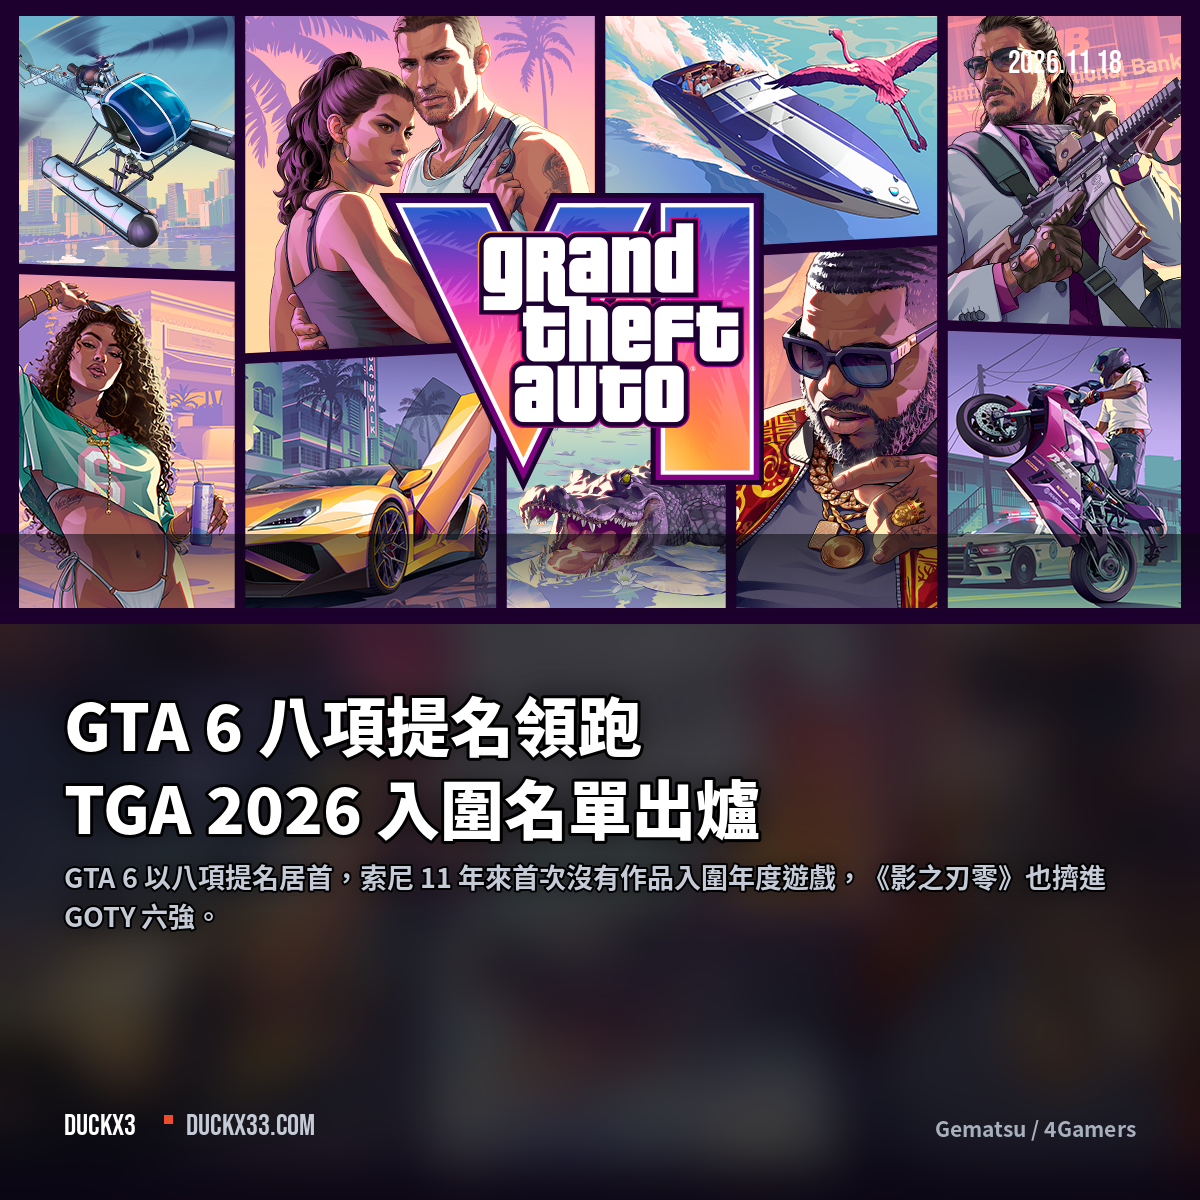 2026.11.18
VI
grand
theft
auto
GTA 6 八項提名領跑
TGA 2026 入圍名單出爐
GTA 6 以八項提名居首，索尼 11 年來首次沒有作品入圍年度遊戲，《影之刃零》也擠進
GOTY 六強。
DUCKX3
DUCKX33.COM
Gematsu / 4Gamers